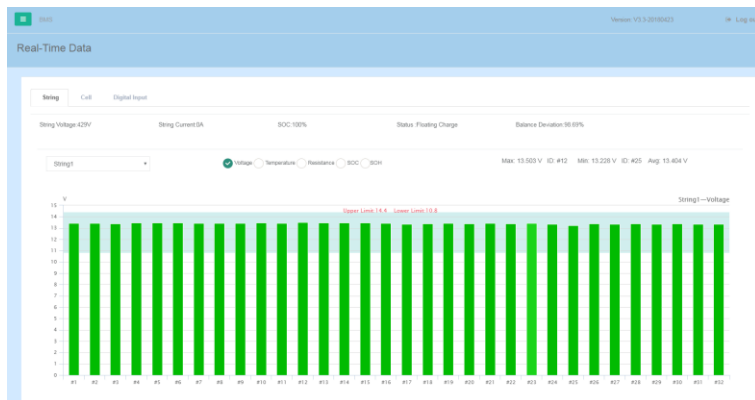 BMS Version: V3.3-20190423
Real-Time Data
String Cell Digital Input
String Voltage:429V String Current:0A SOC:100% Status :Floating Charge Balance Deviation:98.69%
String1 Voltage Temperature Resistance SOC SOH Max: 13.503 V ID: #12 Min: 13.228 V ID: #25 Avg: 13.404 V
V String1—Voltage
Upper Limit:14.4 Lower Limit:10.8
15
14
13
12
11
10
9
8
7
6
5
4
3
2
1
0
#1 #2 #3 #4 #5 #6 #7 #8 #9 #10 #11 #12 #13 #14 #15 #16 #17 #18 #19 #20 #21 #22 #23 #24 #25 #26 #27 #28 #29 #30 #31 #32